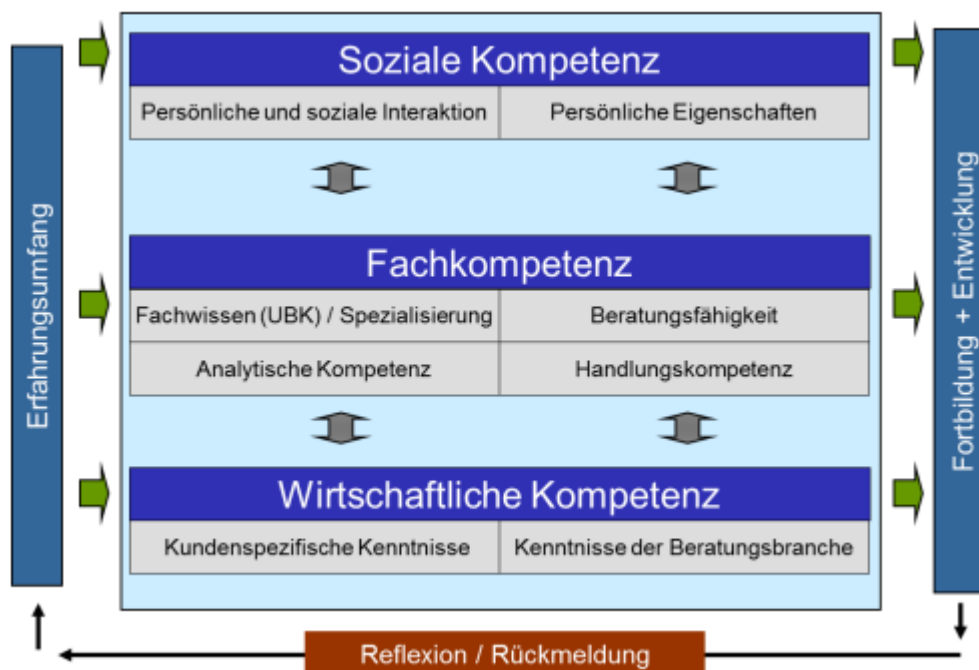 Soziale Kompetenz
Persönliche und soziale Interaktion
Persönliche Eigenschaften
Erfahrungsumfang
Fachkompetenz
Fachwissen (UBK) / Spezialisierung
Beratungsfähigkeit
Analytische Kompetenz
Handlungskompetenz
Wirtschaftliche Kompetenz
Kundenspezifische Kenntnisse
Kenntnisse der Beratungsbranche
Fortbildung + Entwicklung
Reflexion / Rückmeldung